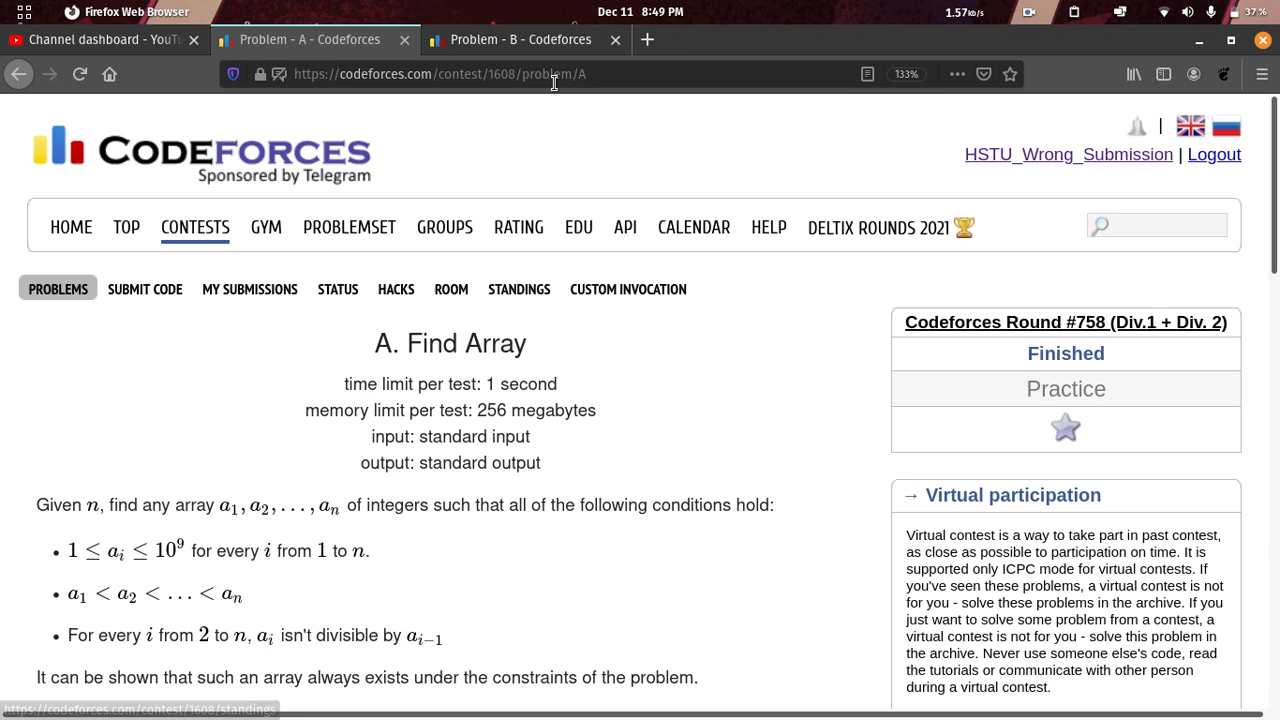 Firefox Web Browser
Dec 11 8:49 PM
1.57kb/s
37 %
Channel dashboard - YouTu
Problem - A - Codeforces
Problem - B - Codeforces
https://codeforces.com/contest/1608/problem/A
133%
CODEFORCES
Sponsored by Telegram
|
HSTU_Wrong_Submission | Logout
HOME TOP CONTESTS GYM PROBLEMSET GROUPS RATING EDU API CALENDAR HELP DELTIX ROUNDS 2021
PROBLEMS SUBMIT CODE MY SUBMISSIONS STATUS HACKS ROOM STANDINGS CUSTOM INVOCATION
A. Find Array
time limit per test: 1 second
memory limit per test: 256 megabytes
input: standard input
output: standard output
Given n, find any array a₁, a₂, . . . , aₙ of integers such that all of the following conditions hold:
• 1 ≤ aᵢ ≤ 10⁹ for every i from 1 to n.
• a₁ < a₂ < . . . < aₙ
• For every i from 2 to n, aᵢ isn't divisible by aᵢ₋₁
It can be shown that such an array always exists under the constraints of the problem.
Codeforces Round #758 (Div.1 + Div. 2)
Finished
Practice
→ Virtual participation
Virtual contest is a way to take part in past contest,
as close as possible to participation on time. It is
supported only ICPC mode for virtual contests. If
you've seen these problems, a virtual contest is not
for you - solve these problems in the archive. If you
just want to solve some problem from a contest, a
virtual contest is not for you - solve this problem in
the archive. Never use someone else's code, read
the tutorials or communicate with other person
during a virtual contest.
https://codeforces.com/contest/1608/standings